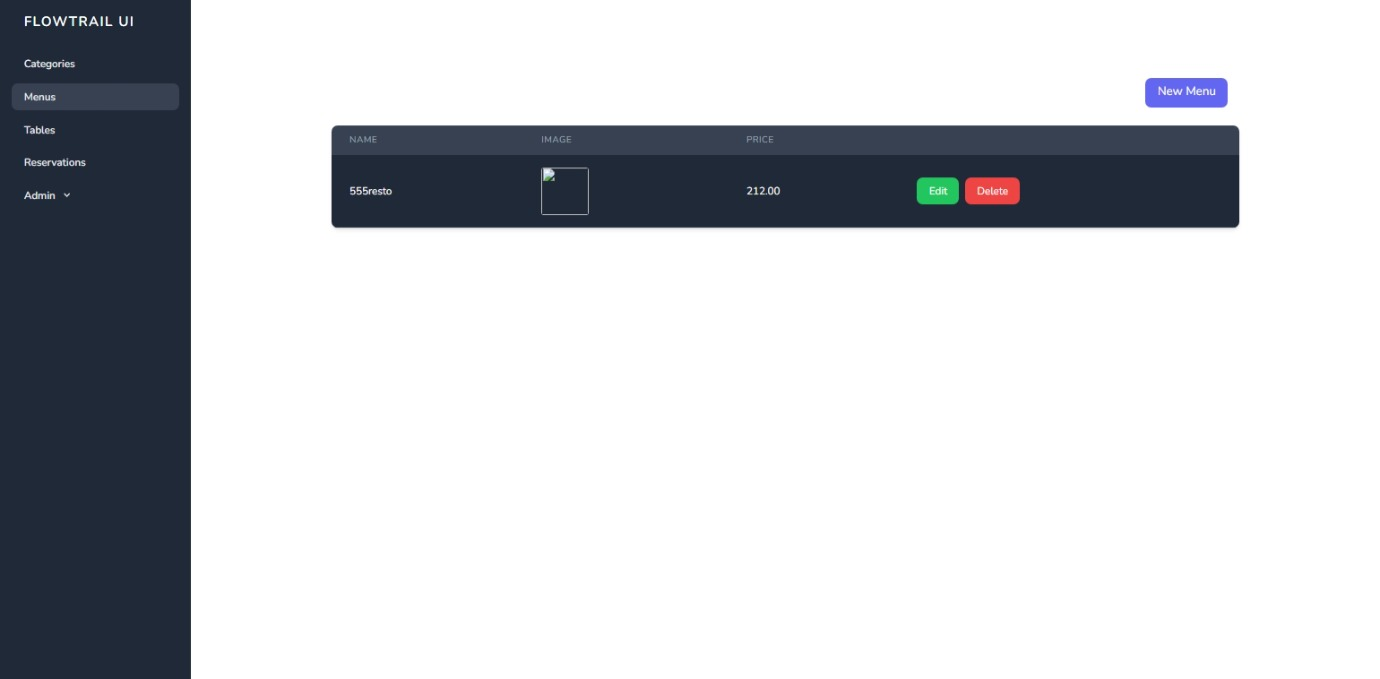 FLOWTRAIL UI
Categories
Menus
Tables
Reservations
Admin
New Menu
NAME IMAGE PRICE
555resto 212.00 Edit Delete